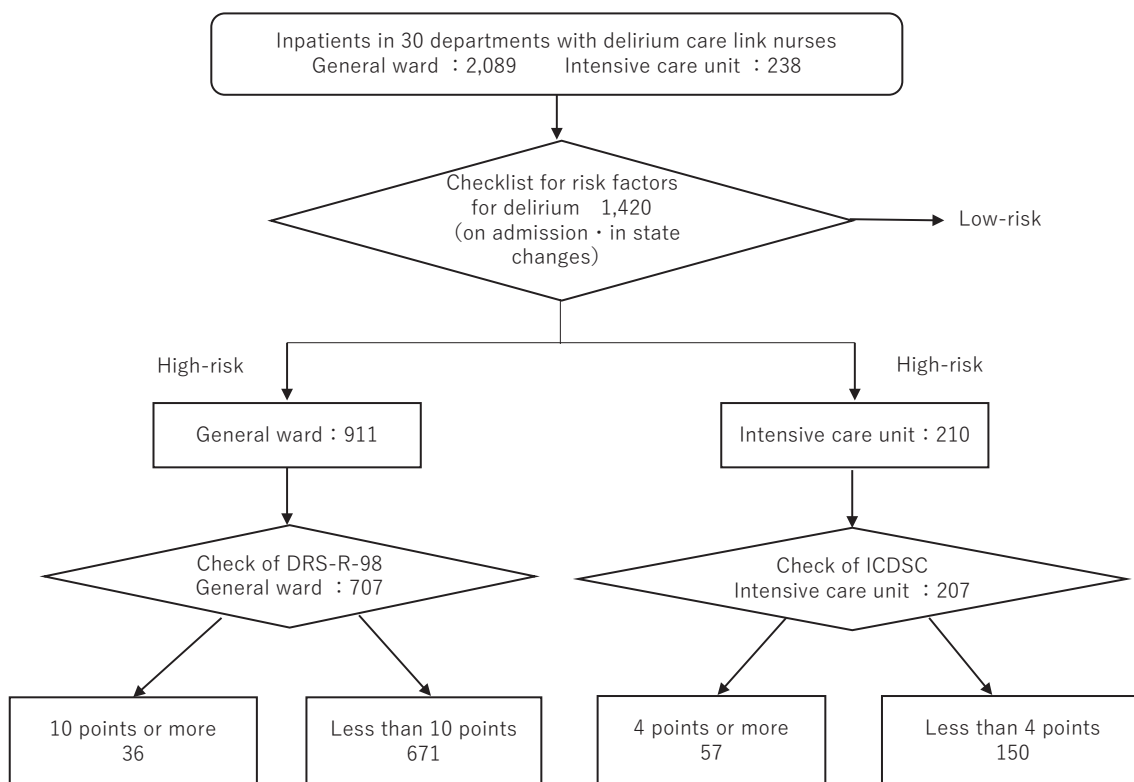 Inpatients in 30 departments with delirium care link nurses
General ward：2,089 Intensive care unit：238
Checklist for risk factors
for delirium 1,420
（on admission・in state
changes）
Low-risk
High-risk
High-risk
General ward：911
Intensive care unit：210
Check of DRS-R-98
General ward：707
Check of ICDSC
Intensive care unit：207
10 points or more
36
Less than 10 points
671
4 points or more
57
Less than 4 points
150